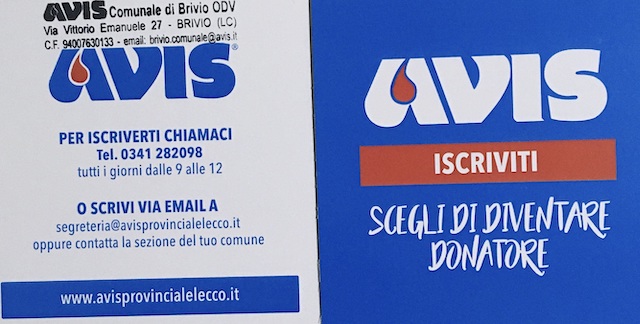 AVIS Comunale di Brivio ODV
Via Vittorio Emanuele 27 - BRIVIO (LC)
C.F. 94007630133 - email: brivio.comunale@avis.it
AVIS®
PER ISCRIVERTI CHIAMACI
Tel. 0341 282098
tutti i giorni dalle 9 alle 12
O SCRIVI VIA EMAIL A
segreteria@avisprovincialelecco.it
oppure contatta la sezione del tuo comune
www.avisprovincialelecco.it
AVIS
ISCRIVITI
SCEGLI DI DIVENTARE
DONATORE